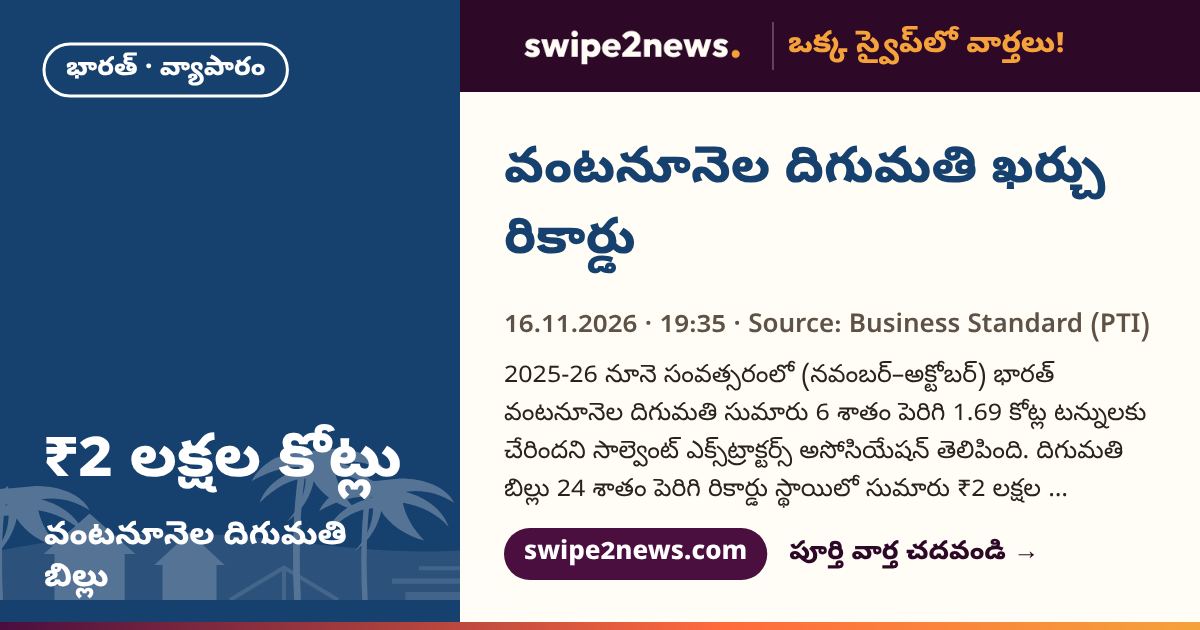 భారత్ · వ్యాపారం
₹2 లక్షల కోట్లు
వంటనూనెల దిగుమతి
బిల్లు
swipe2news. ఒక్క స్వైప్‌లో వార్తలు!
వంటనూనెల దిగుమతి ఖర్చు
రికార్డు
16.11.2026 · 19:35 · Source: Business Standard (PTI)
2025-26 నూనె సంవత్సరంలో (నవంబర్–అక్టోబర్) భారత్
వంటనూనెల దిగుమతి సుమారు 6 శాతం పెరిగి 1.69 కోట్ల టన్నులకు
చేరిందని సాల్వెంట్ ఎక్స్‌ట్రాక్టర్స్ అసోసియేషన్ తెలిపింది. దిగుమతి
బిల్లు 24 శాతం పెరిగి రికార్డు స్థాయిలో సుమారు ₹2 లక్షల ...
swipe2news.com పూర్తి వార్త చదవండి →